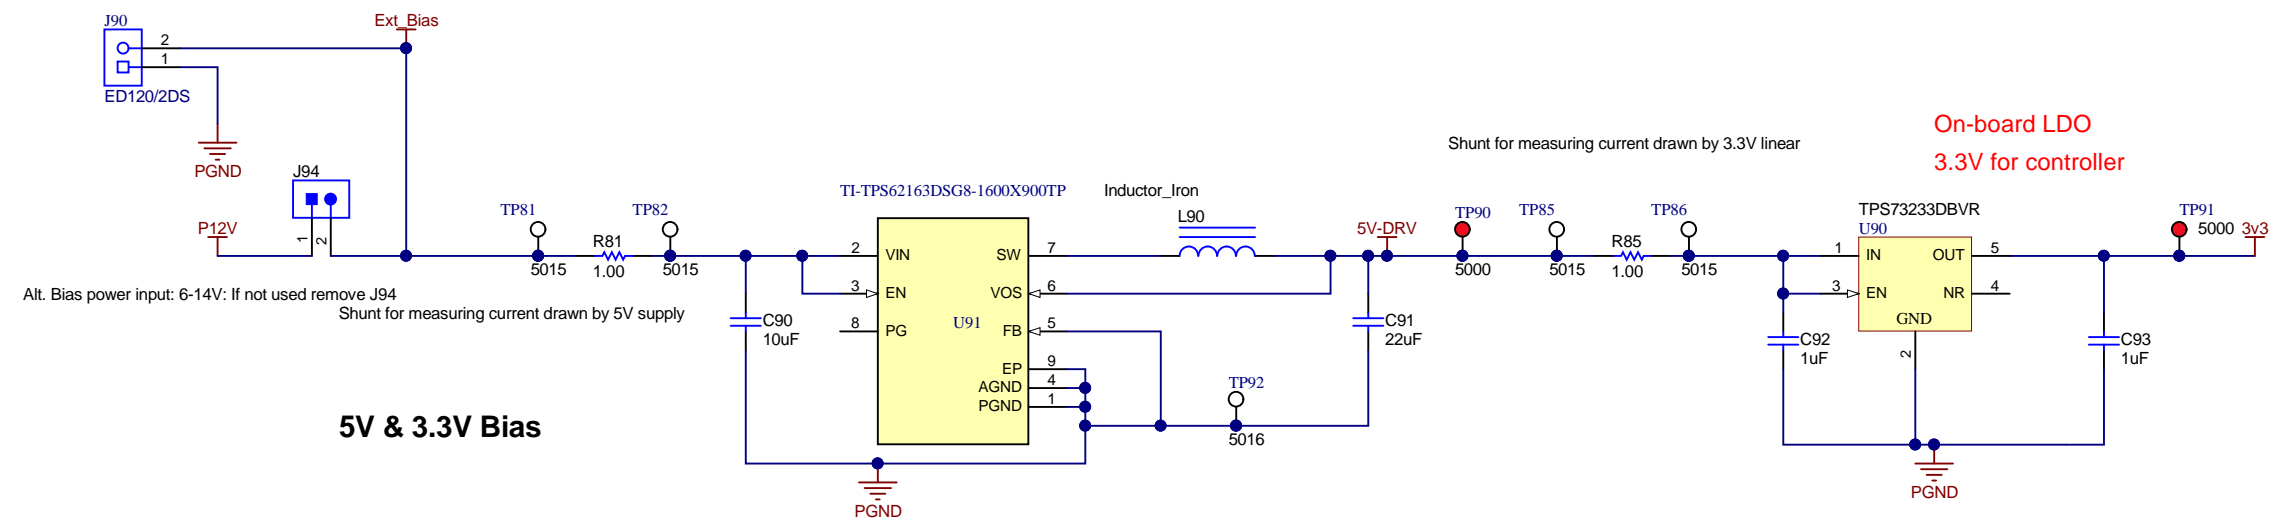 J90
Ext_Bias
2
1
ED120/2DS
PGND
J94
P12V
1
2
Alt. Bias power input: 6-14V: If not used remove J94
Shunt for measuring current drawn by 5V supply
TP81
5015
R81
1.00
TP82
5015
C90
10uF
TI-TPS62163DSG8-1600X900TP
2
VIN
3
EN
8
PG
U91
SW
7
VOS
6
FB
5
EP
9
AGND
4
PGND
1
Inductor_Iron
L90
5V-DRV
C91
22uF
TP92
5016
PGND
5V & 3.3V Bias
Shunt for measuring current drawn by 3.3V linear
TP90
5000
TP85
5015
R85
1.00
TP86
5015
On-board LDO
3.3V for controller
TPS73233DBVR
U90
1
IN
3
EN
OUT
5
NR
4
GND
2
C92
1uF
C93
1uF
TP91
5000
3v3
PGND